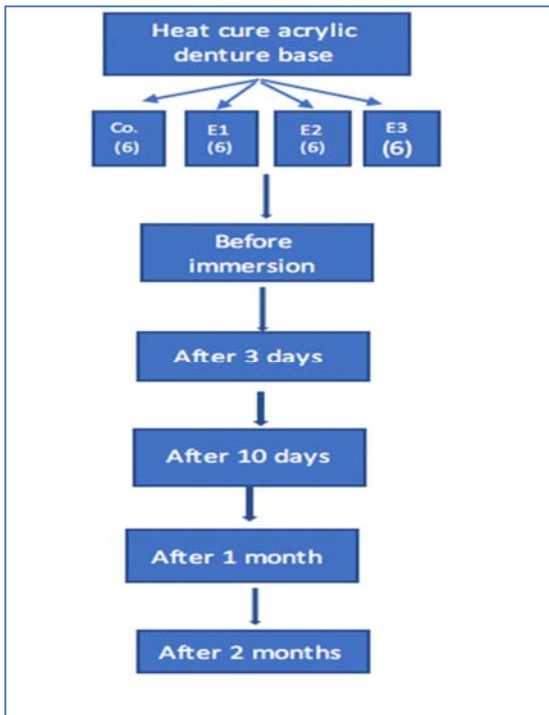 Heat cure acrylic
denture base
Co. E1 E2 E3
(6) (6) (6) (6)
Before
immersion
After 3 days
After 10 days
After 1 month
After 2 months